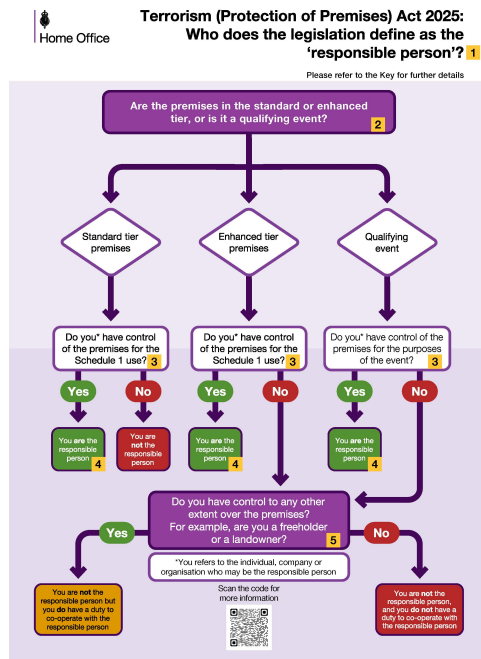 Home Office
Terrorism (Protection of Premises) Act 2025:
Who does the legislation define as the
'responsible person'? 1
Please refer to the Key for further details
Are the premises in the standard or enhanced
tier, or is it a qualifying event?
2
Standard tier
premises
Enhanced tier
premises
Qualifying
event
Do you* have control
of the premises for the
Schedule 1 use? 3
Do you* have control
of the premises for the
Schedule 1 use? 3
Do you* have control of the
premises for the purposes
of the event? 3
Yes
No
Yes
No
Yes
No
You are the
responsible
person 4
You are
not the
responsible
person
You are the
responsible
person 4
You are the
responsible
person 4
Do you have control to any other
extent over the premises?
For example, are you a freeholder
or a landowner? 5
Yes
No
*You refers to the individual, company or
organisation who may be the responsible person
You are not the
responsible person but
you do have a duty to
co-operate with the
responsible person
Scan the code for
more information
You are not the
responsible person,
and you do not have a
duty to co-operate with
the responsible person